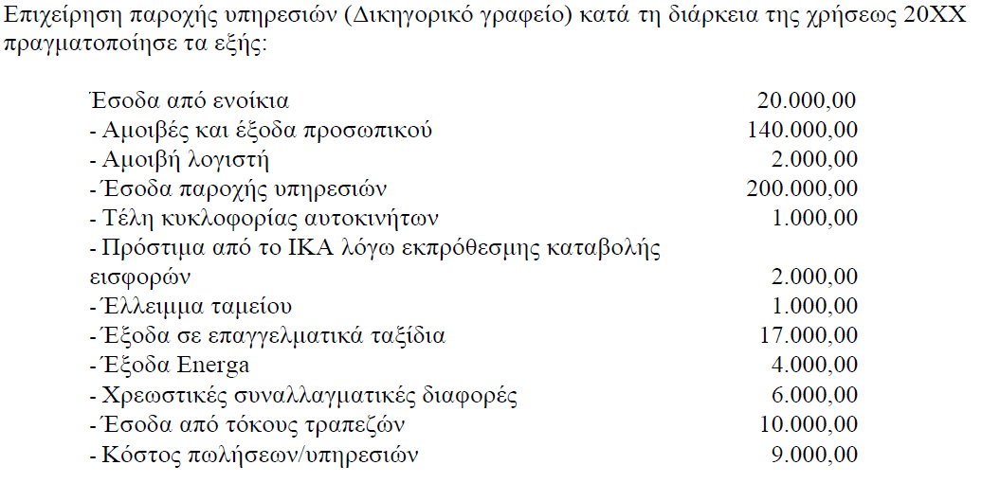 Επιχείρηση παροχής υπηρεσιών (Δικηγορικό γραφείο) κατά τη διάρκεια της χρήσεως 20ΧΧ
πραγματοποίησε τα εξής:
Έσοδα από ενοίκια 20.000,00
- Αμοιβές και έξοδα προσωπικού 140.000,00
- Αμοιβή λογιστή 2.000,00
- Έσοδα παροχής υπηρεσιών 200.000,00
- Τέλη κυκλοφορίας αυτοκινήτων 1.000,00
- Πρόστιμα από το ΙΚΑ λόγω εκπρόθεσμης καταβολής
εισφορών 2.000,00
- Έλλειμμα ταμείου 1.000,00
- Έξοδα σε επαγγελματικά ταξίδια 17.000,00
- Έξοδα Energa 4.000,00
- Χρεωστικές συναλλαγματικές διαφορές 6.000,00
- Έσοδα από τόκους τραπεζών 10.000,00
- Κόστος πωλήσεων/υπηρεσιών 9.000,00